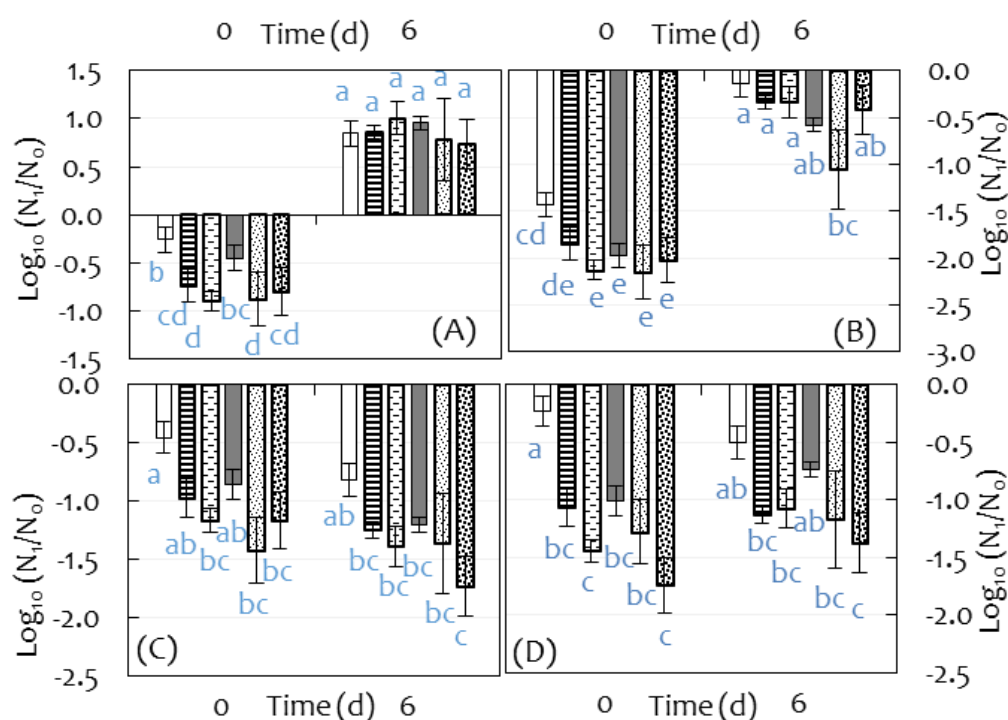 0 Time (d) 6
0 Time (d) 6
Log₁₀ (N₁/N₀)
1.5
1.0
0.5
0.0
-0.5
-1.0
-1.5
b
cd
d
bc
d
cd
a
a
a
a
a
a
(A)
cd
de
e
e
e
e
a
a
a
ab
bc
ab
(B)
0.0
-0.5
-1.0
-1.5
-2.0
-2.5
-3.0
Log₁₀ (N₁/N₀)
Log₁₀ (N₁/N₀)
0.0
-0.5
-1.0
-1.5
-2.0
-2.5
a
ab
bc
ab
bc
bc
ab
bc
bc
bc
bc
c
(C)
a
bc
c
bc
bc
c
ab
bc
bc
ab
bc
c
(D)
0.0
-0.5
-1.0
-1.5
-2.0
-2.5
Log₁₀ (N₁/N₀)
0 Time (d) 6
0 Time (d) 6